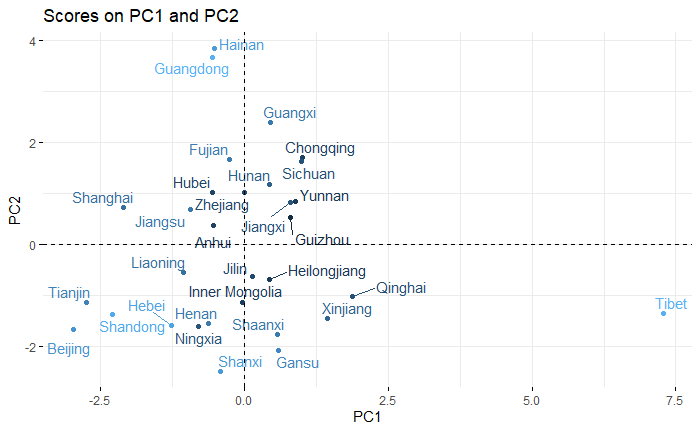 Scores on PC1 and PC2
Hainan
Guangdong
Guangxi
Chongqing
Fujian
Sichuan
Hunan
Hubei
Yunnan
Shanghai
Zhejiang
Jiangsu
Jiangxi
Guizhou
Anhui
Liaoning
Jilin
Heilongjiang
Tianjin
Inner Mongolia
Qinghai
Hebei
Tibet
Henan
Xinjiang
Shandong
Shaanxi
Ningxia
Beijing
Shanxi
Gansu
4
2
0
-2
PC2
-2.5
0.0
2.5
5.0
7.5
PC1